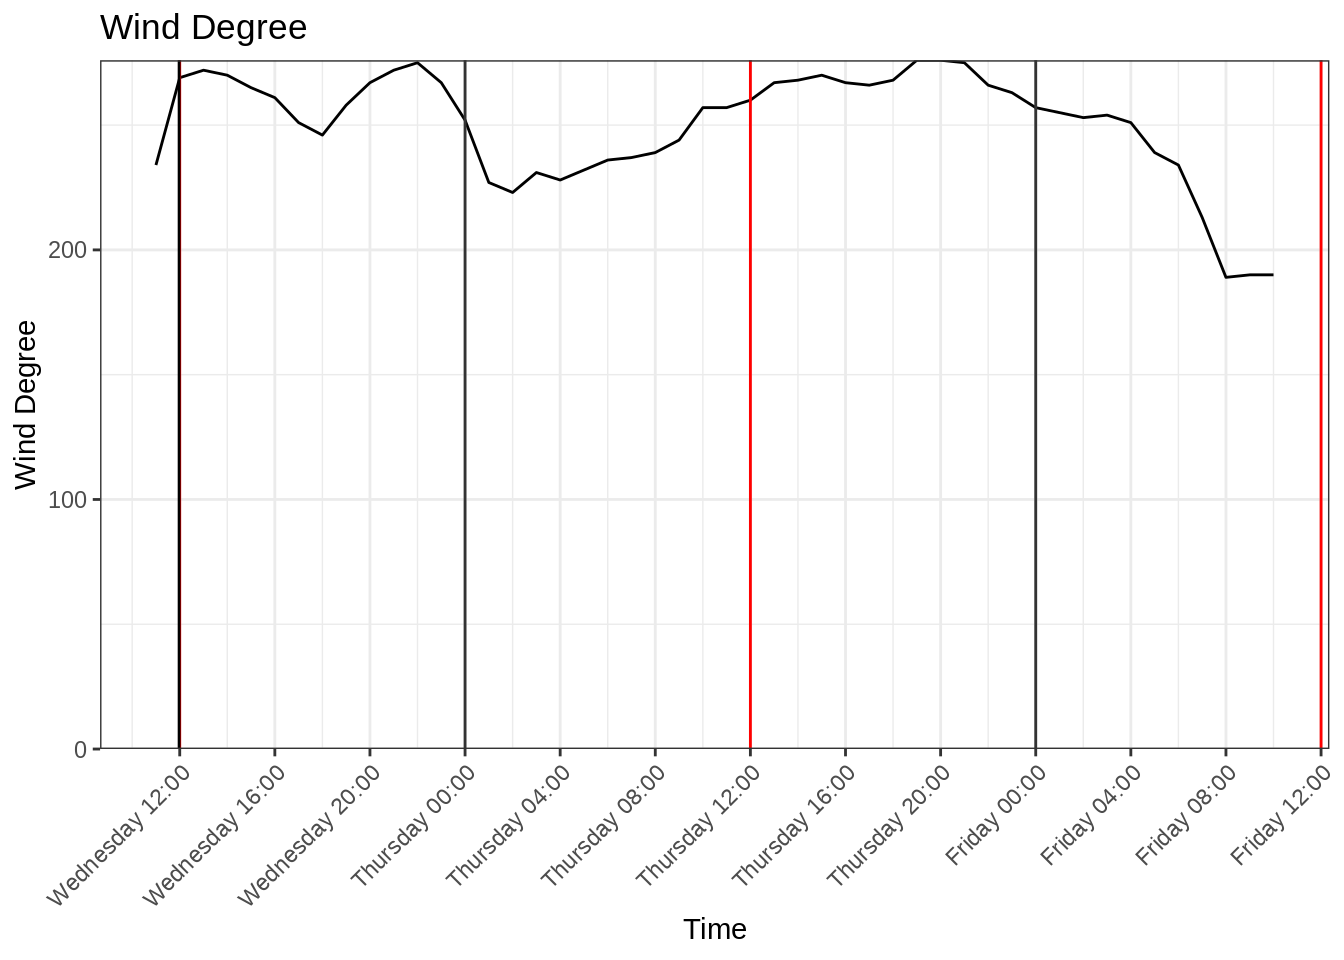 Wind Degree
Wind Degree
200
100
0
Wednesday 12:00
Wednesday 16:00
Wednesday 20:00
Thursday 00:00
Thursday 04:00
Thursday 08:00
Thursday 12:00
Thursday 16:00
Thursday 20:00
Friday 00:00
Friday 04:00
Friday 08:00
Friday 12:00
Time